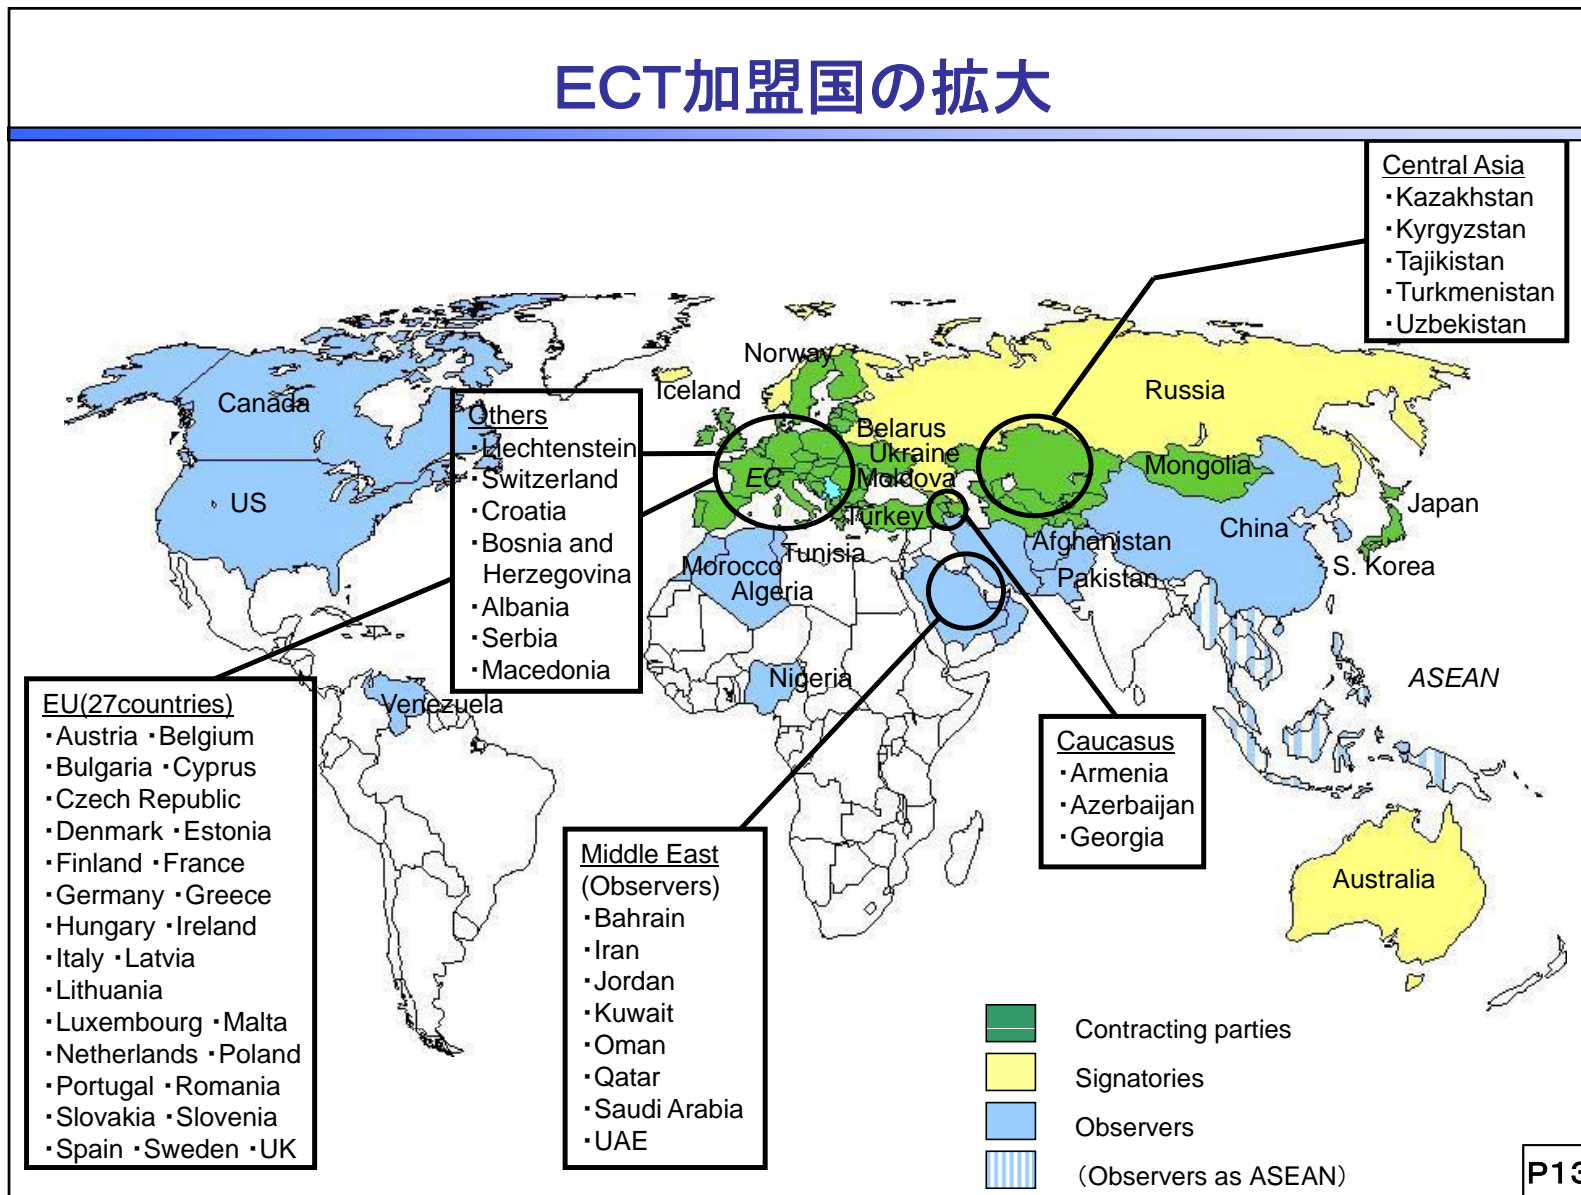 ECT加盟国の拡大
Central Asia
・Kazakhstan
・Kyrgyzstan
・Tajikistan
・Turkmenistan
・Uzbekistan
Norway
Iceland
Russia
Canada
Others
・Liechtenstein
・Switzerland
・Croatia
・Bosnia and
Herzegovina
・Albania
・Serbia
・Macedonia
Belarus
Ukraine
Moldova
EC
Mongolia
US
Turkey
Japan
China
Afghanistan
Tunisia
Morocco
Algeria
Pakistan
S. Korea
Nigeria
ASEAN
Venezuela
EU(27countries)
・Austria ・Belgium
・Bulgaria ・Cyprus
・Czech Republic
・Denmark ・Estonia
・Finland ・France
・Germany ・Greece
・Hungary ・Ireland
・Italy ・Latvia
・Lithuania
・Luxembourg ・Malta
・Netherlands ・Poland
・Portugal ・Romania
・Slovakia ・Slovenia
・Spain ・Sweden ・UK
Caucasus
・Armenia
・Azerbaijan
・Georgia
Middle East
(Observers)
・Bahrain
・Iran
・Jordan
・Kuwait
・Oman
・Qatar
・Saudi Arabia
・UAE
Australia
Contracting parties
Signatories
Observers
（Observers as ASEAN）
P13